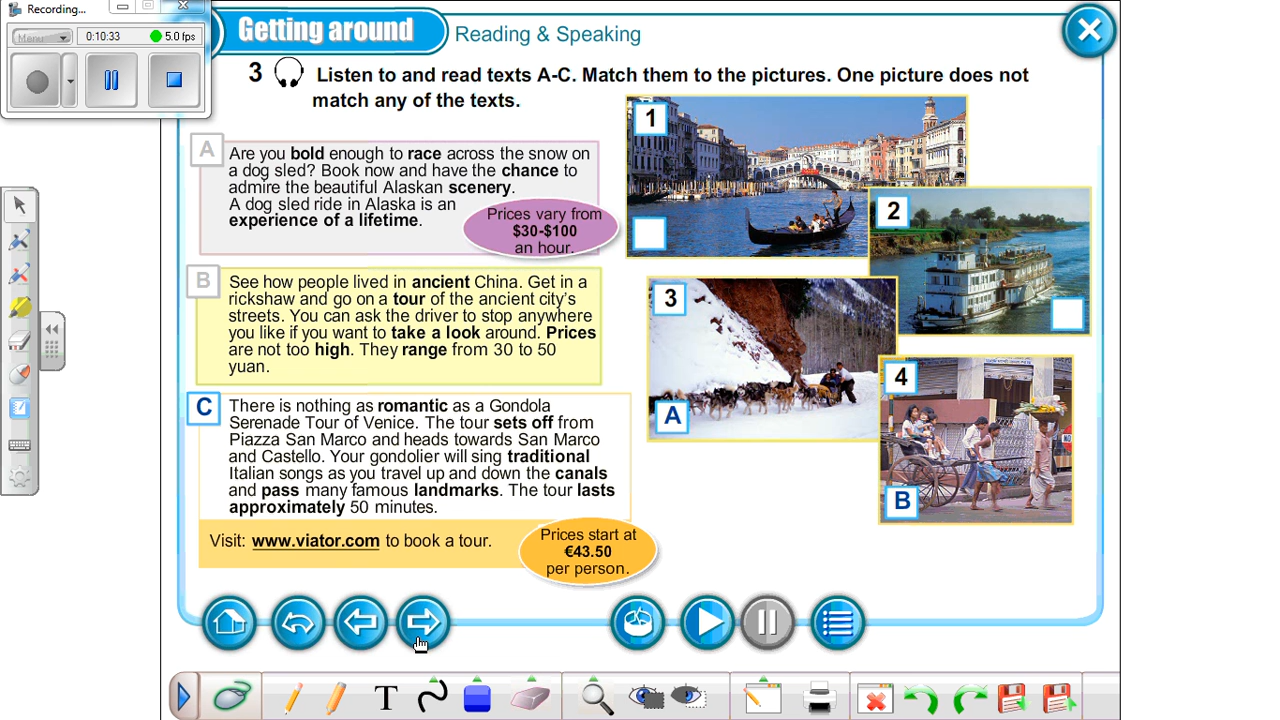 Recording...
Menu
0:10:33
5.0 fps
Getting around
Reading & Speaking
3 Listen to and read texts A-C. Match them to the pictures. One picture does not
match any of the texts.
A
Are you bold enough to race across the snow on
a dog sled? Book now and have the chance to
admire the beautiful Alaskan scenery.
A dog sled ride in Alaska is an
experience of a lifetime.
Prices vary from
$30-$100
an hour.
B
See how people lived in ancient China. Get in a
rickshaw and go on a tour of the ancient city's
streets. You can ask the driver to stop anywhere
you like if you want to take a look around. Prices
are not too high. They range from 30 to 50
yuan.
C
There is nothing as romantic as a Gondola
Serenade Tour of Venice. The tour sets off from
Piazza San Marco and heads towards San Marco
and Castello. Your gondolier will sing traditional
Italian songs as you travel up and down the canals
and pass many famous landmarks. The tour lasts
approximately 50 minutes.
Visit: www.viator.com to book a tour.
Prices start at
€43.50
per person.
1
2
3
A
4
B
T